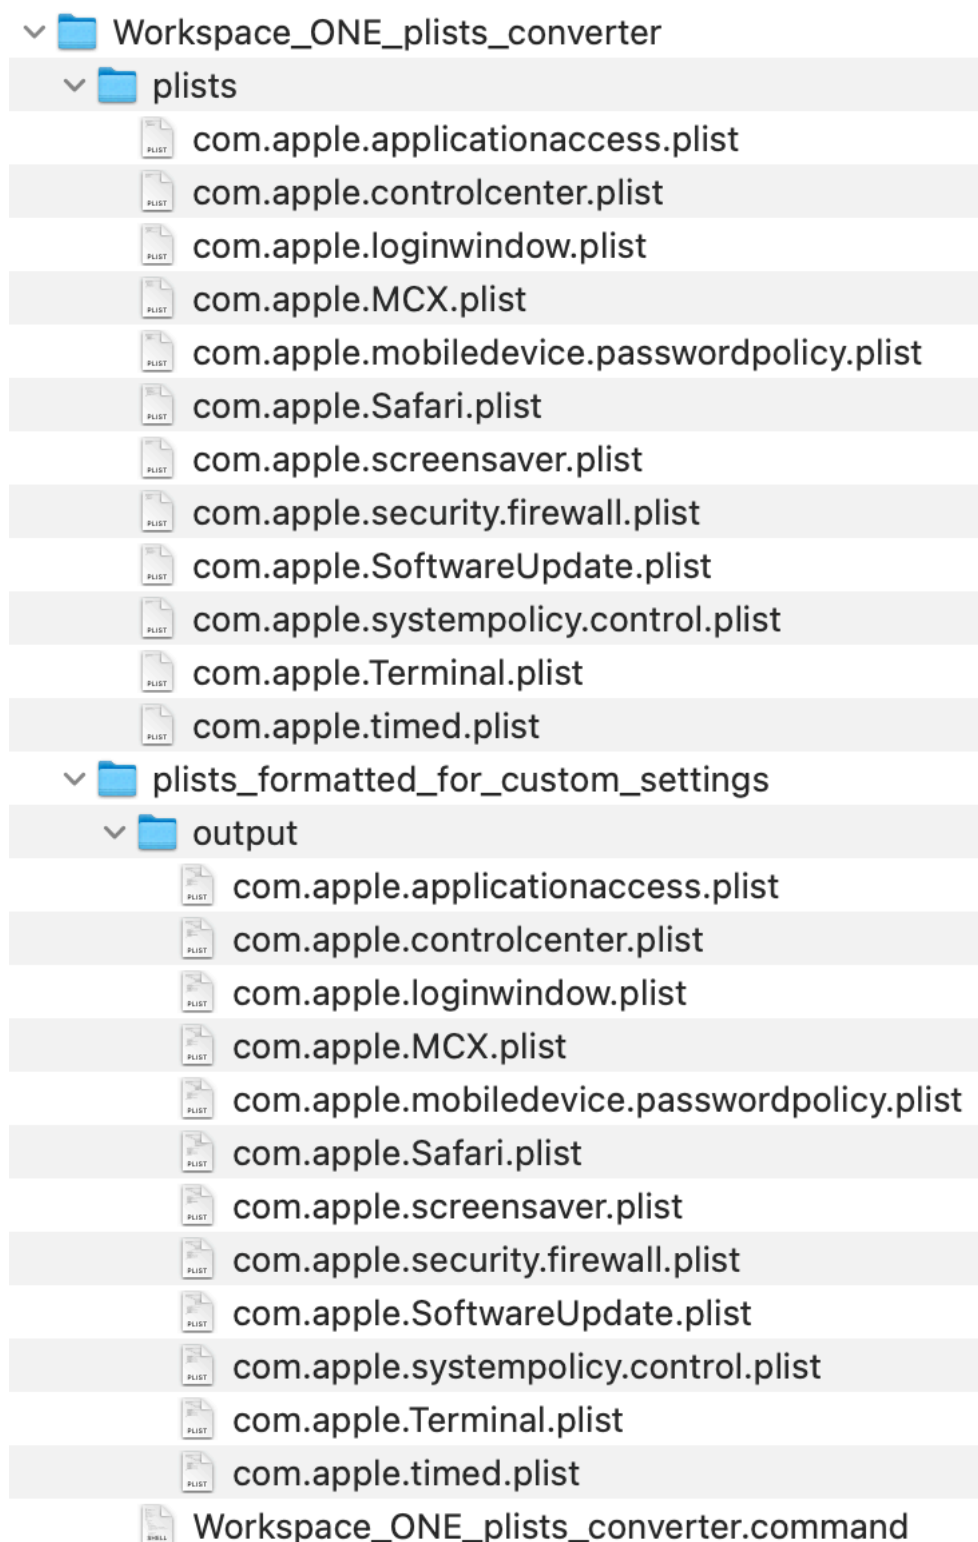 Workspace_ONE_plists_converter
plists
com.apple.applicationaccess.plist
com.apple.controlcenter.plist
com.apple.loginwindow.plist
com.apple.MCX.plist
com.apple.mobiledevice.passwordpolicy.plist
com.apple.Safari.plist
com.apple.screensaver.plist
com.apple.security.firewall.plist
com.apple.SoftwareUpdate.plist
com.apple.systempolicy.control.plist
com.apple.Terminal.plist
com.apple.timed.plist
plists_formatted_for_custom_settings
output
com.apple.applicationaccess.plist
com.apple.controlcenter.plist
com.apple.loginwindow.plist
com.apple.MCX.plist
com.apple.mobiledevice.passwordpolicy.plist
com.apple.Safari.plist
com.apple.screensaver.plist
com.apple.security.firewall.plist
com.apple.SoftwareUpdate.plist
com.apple.systempolicy.control.plist
com.apple.Terminal.plist
com.apple.timed.plist
Workspace_ONE_plists_converter.command